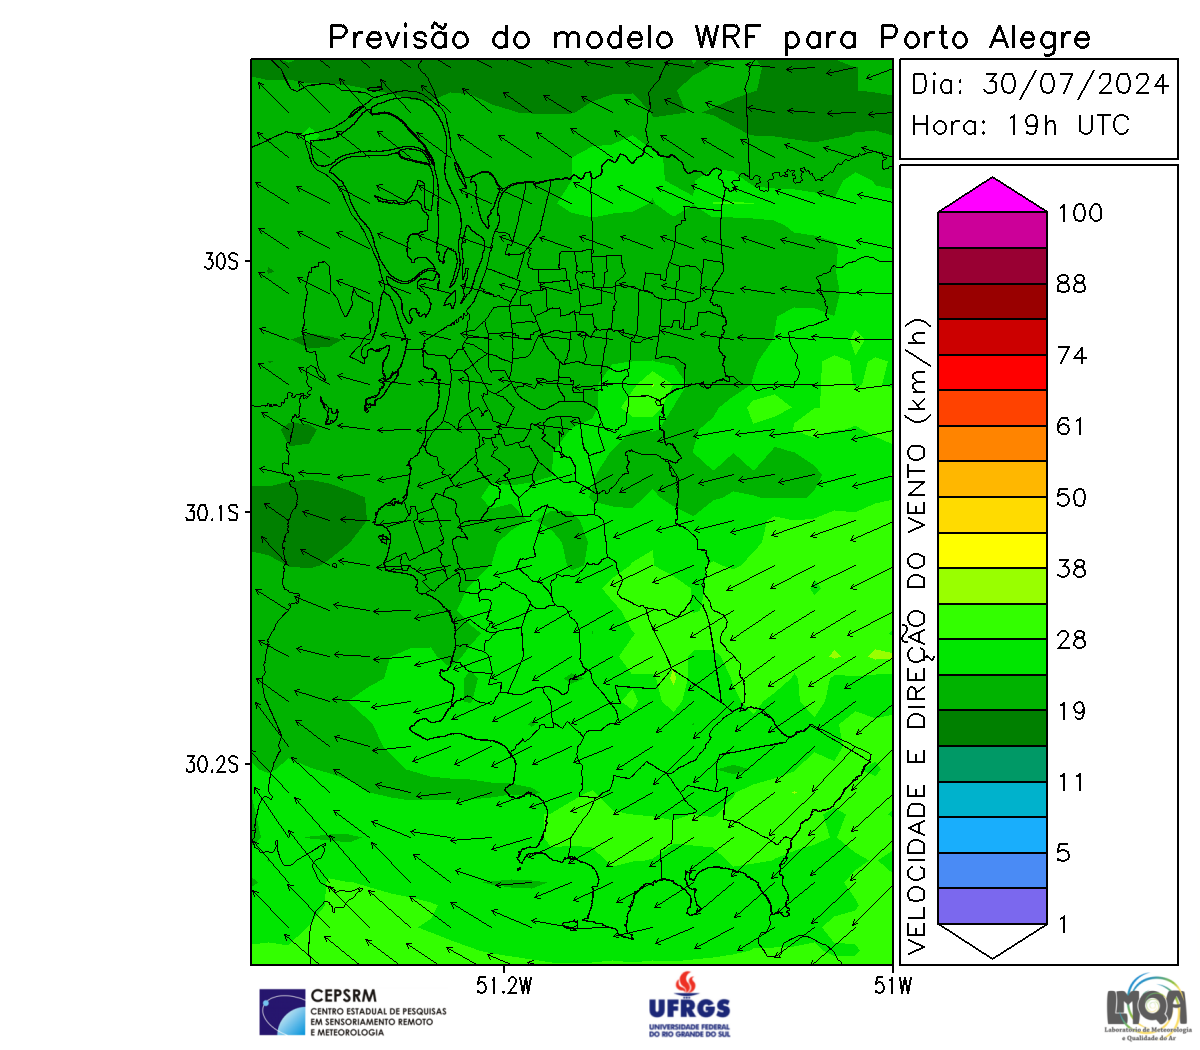 Previsão do modelo WRF para Porto Alegre
Dia: 30/07/2024
Hora: 19h UTC
100
88
74
61
50
38
28
19
11
5
1
VELOCIDADE E DIREÇÃO DO VENTO (km/h)
30S
30.1S
30.2S
51.2W
51W
CEPSRM
CENTRO ESTADUAL DE PESQUISAS
EM SENSORIAMENTO REMOTO
E METEOROLOGIA
UFRGS
UNIVERSIDADE FEDERAL
DO RIO GRANDE DO SUL
LMQA
Laboratório de Meteorologia
e Qualidade do Ar